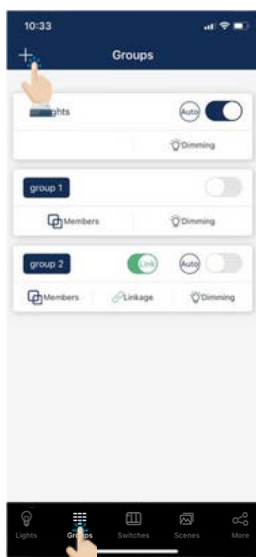 10:33
+ Groups
Auto
Dimming
group 1
Members Dimming
group 2 Link Auto
Members Linkage Dimming
Lights Groups Switches Scenes More